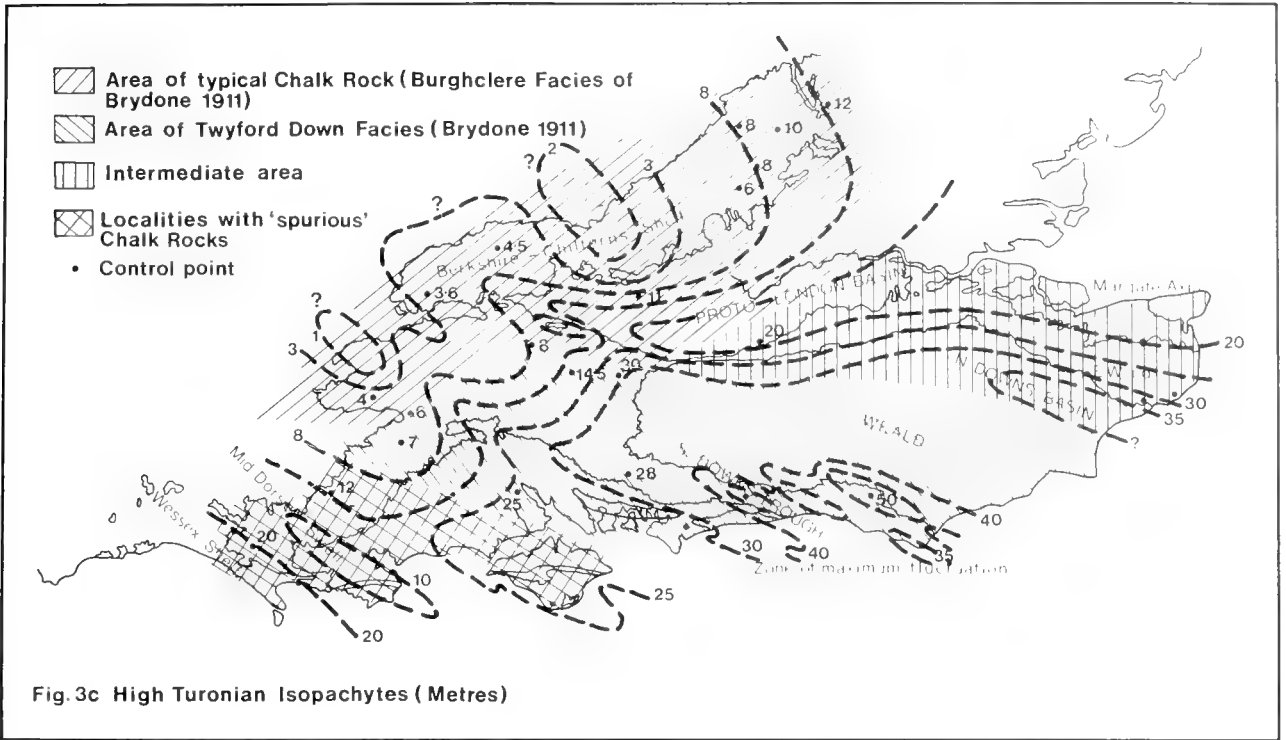 Area of typical Chalk Rock (Burghclere Facies of
Brydone 1911)
Area of Twyford Down Facies (Brydone 1911)
Intermediate area
Localities with 'spurious'
Chalk Rocks
Control point
12
8
8
10
8
6
2
?
3
?
4·5
Berkshire
3·6
?
1
3
4
11
PROTO LONDON BASIN
20
20
8
14·5
30
6
7
8
N DOWNS BASIN
30
35
?
WEALD
Mid Dorset
12
28
25
50
40
TROUGH
35
30
40
Zone of maximum fluctuation
Wessex
20
10
25
20
Fig. 3c High Turonian Isopachytes (Metres)